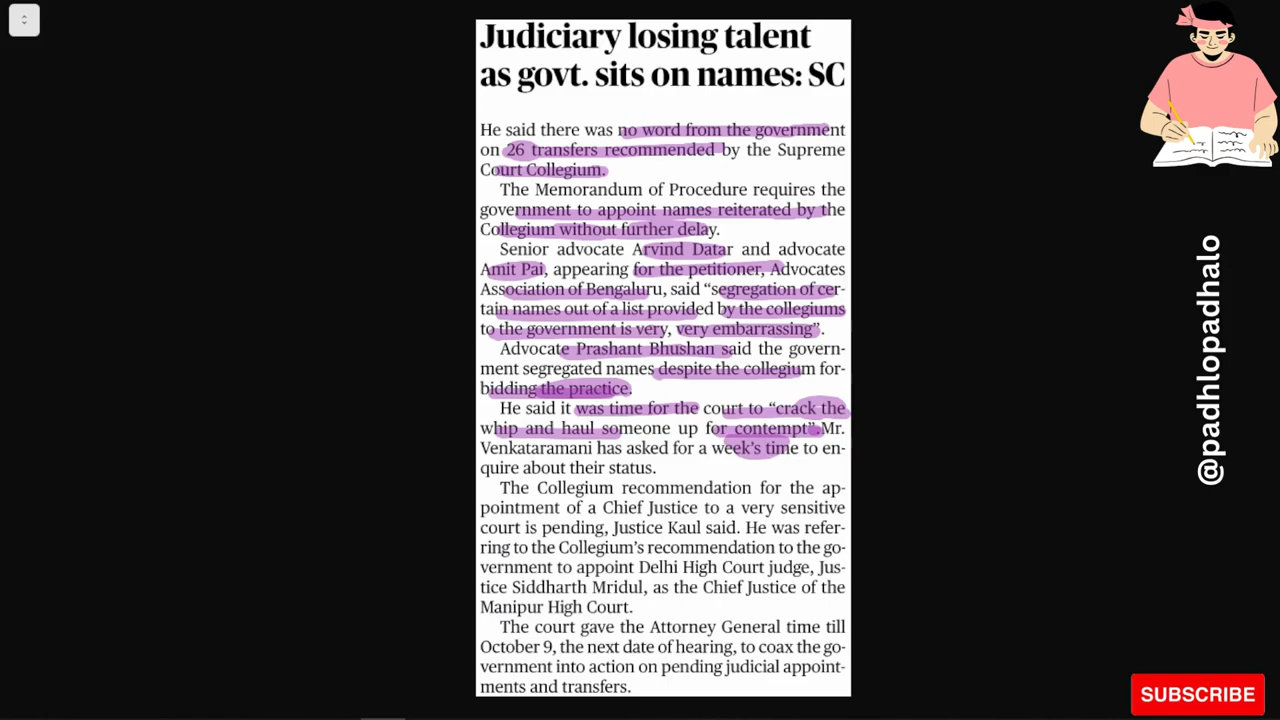 Judiciary losing talent
as govt. sits on names: SC
He said there was no word from the government
on 26 transfers recommended by the Supreme
Court Collegium.
The Memorandum of Procedure requires the
government to appoint names reiterated by the
Collegium without further delay.
Senior advocate Arvind Datar and advocate
Amit Pai, appearing for the petitioner, Advocates
Association of Bengaluru, said “segregation of cer-
tain names out of a list provided by the collegiums
to the government is very, very embarrassing”.
Advocate Prashant Bhushan said the govern-
ment segregated names despite the collegium for-
bidding the practice.
He said it was time for the court to “crack the
whip and haul someone up for contempt”. Mr.
Venkataramani has asked for a week’s time to en-
quire about their status.
The Collegium recommendation for the ap-
pointment of a Chief Justice to a very sensitive
court is pending, Justice Kaul said. He was refer-
ring to the Collegium’s recommendation to the go-
vernment to appoint Delhi High Court judge, Jus-
tice Siddharth Mridul, as the Chief Justice of the
Manipur High Court.
The court gave the Attorney General time till
October 9, the next date of hearing, to coax the go-
vernment into action on pending judicial appoint-
ments and transfers.
@padhlopadhalo
SUBSCRIBE